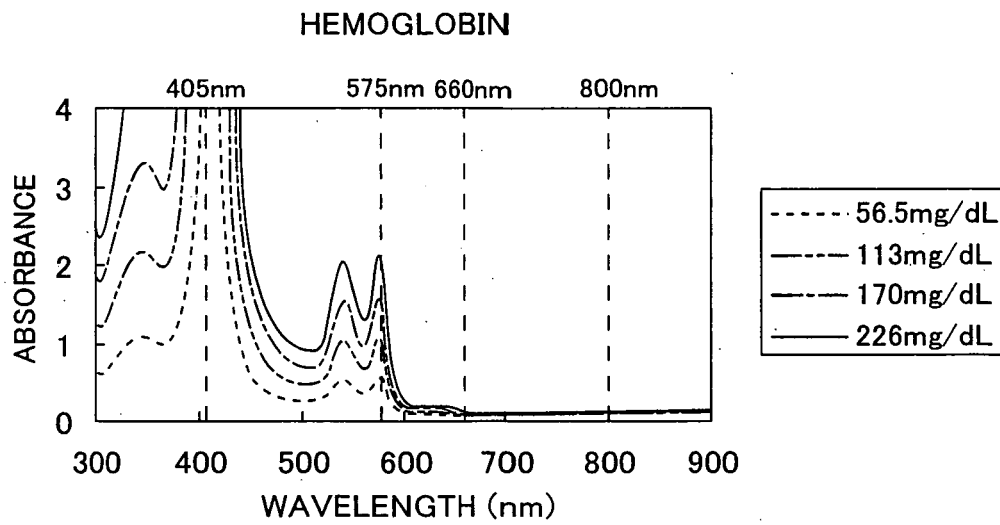 HEMOGLOBIN
405nm 575nm 660nm 800nm
4
3
2
1
0
ABSORBANCE
300 400 500 600 700 800 900
WAVELENGTH (nm)
56.5mg/dL
113mg/dL
170mg/dL
226mg/dL